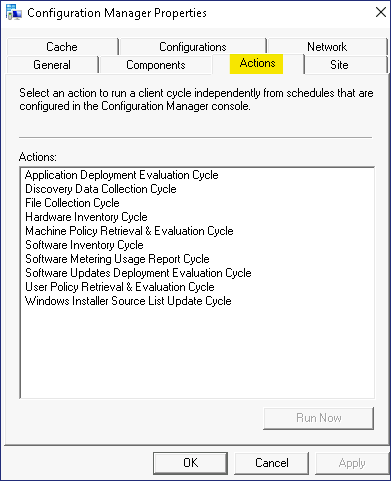 Configuration Manager Properties
Cache Configurations Network
General Components Actions Site
Select an action to run a client cycle independently from schedules that are
configured in the Configuration Manager console.
Actions:
Application Deployment Evaluation Cycle
Discovery Data Collection Cycle
File Collection Cycle
Hardware Inventory Cycle
Machine Policy Retrieval & Evaluation Cycle
Software Inventory Cycle
Software Metering Usage Report Cycle
Software Updates Deployment Evaluation Cycle
User Policy Retrieval & Evaluation Cycle
Windows Installer Source List Update Cycle
Run Now
OK Cancel Apply